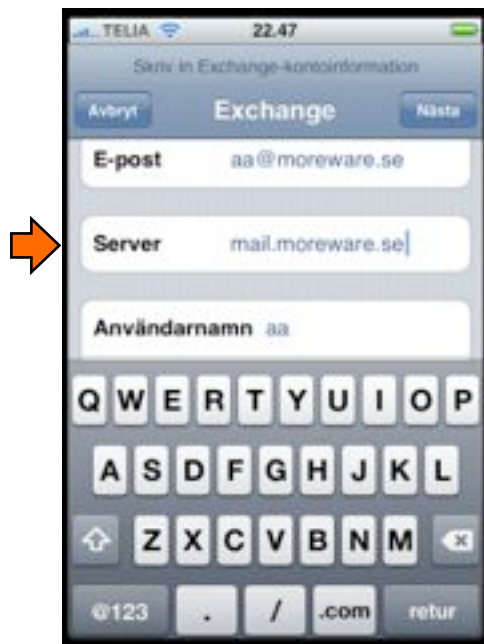 TELIA 22.47
Skriv in Exchange-kontoinformation
Avbryt Exchange Nästa
E-post aa@moreware.se
Server mail.moreware.se
Användarnamn aa
Q W E R T Y U I O P
A S D F G H J K L
Z X C V B N M
@123 . / .com retur